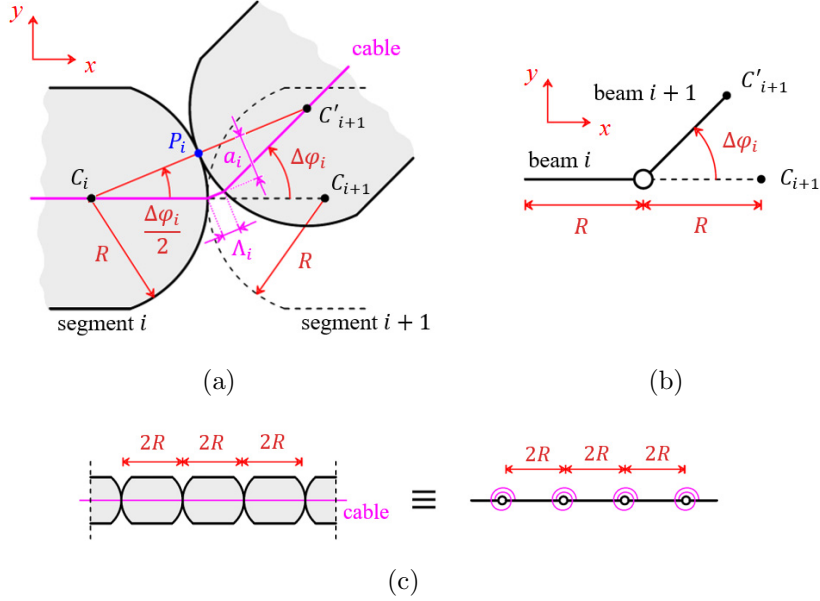 y
x
cable
P_i
C'_{i+1}
a_i
Δφ_i
C_i
C_{i+1}
Δφ_i/2
Λ_i
R
R
segment i
segment i + 1
(a)
y
x
beam i + 1
C'_{i+1}
beam i
Δφ_i
C_{i+1}
R
R
(b)
2R 2R 2R
cable
≡
2R 2R 2R
(c)